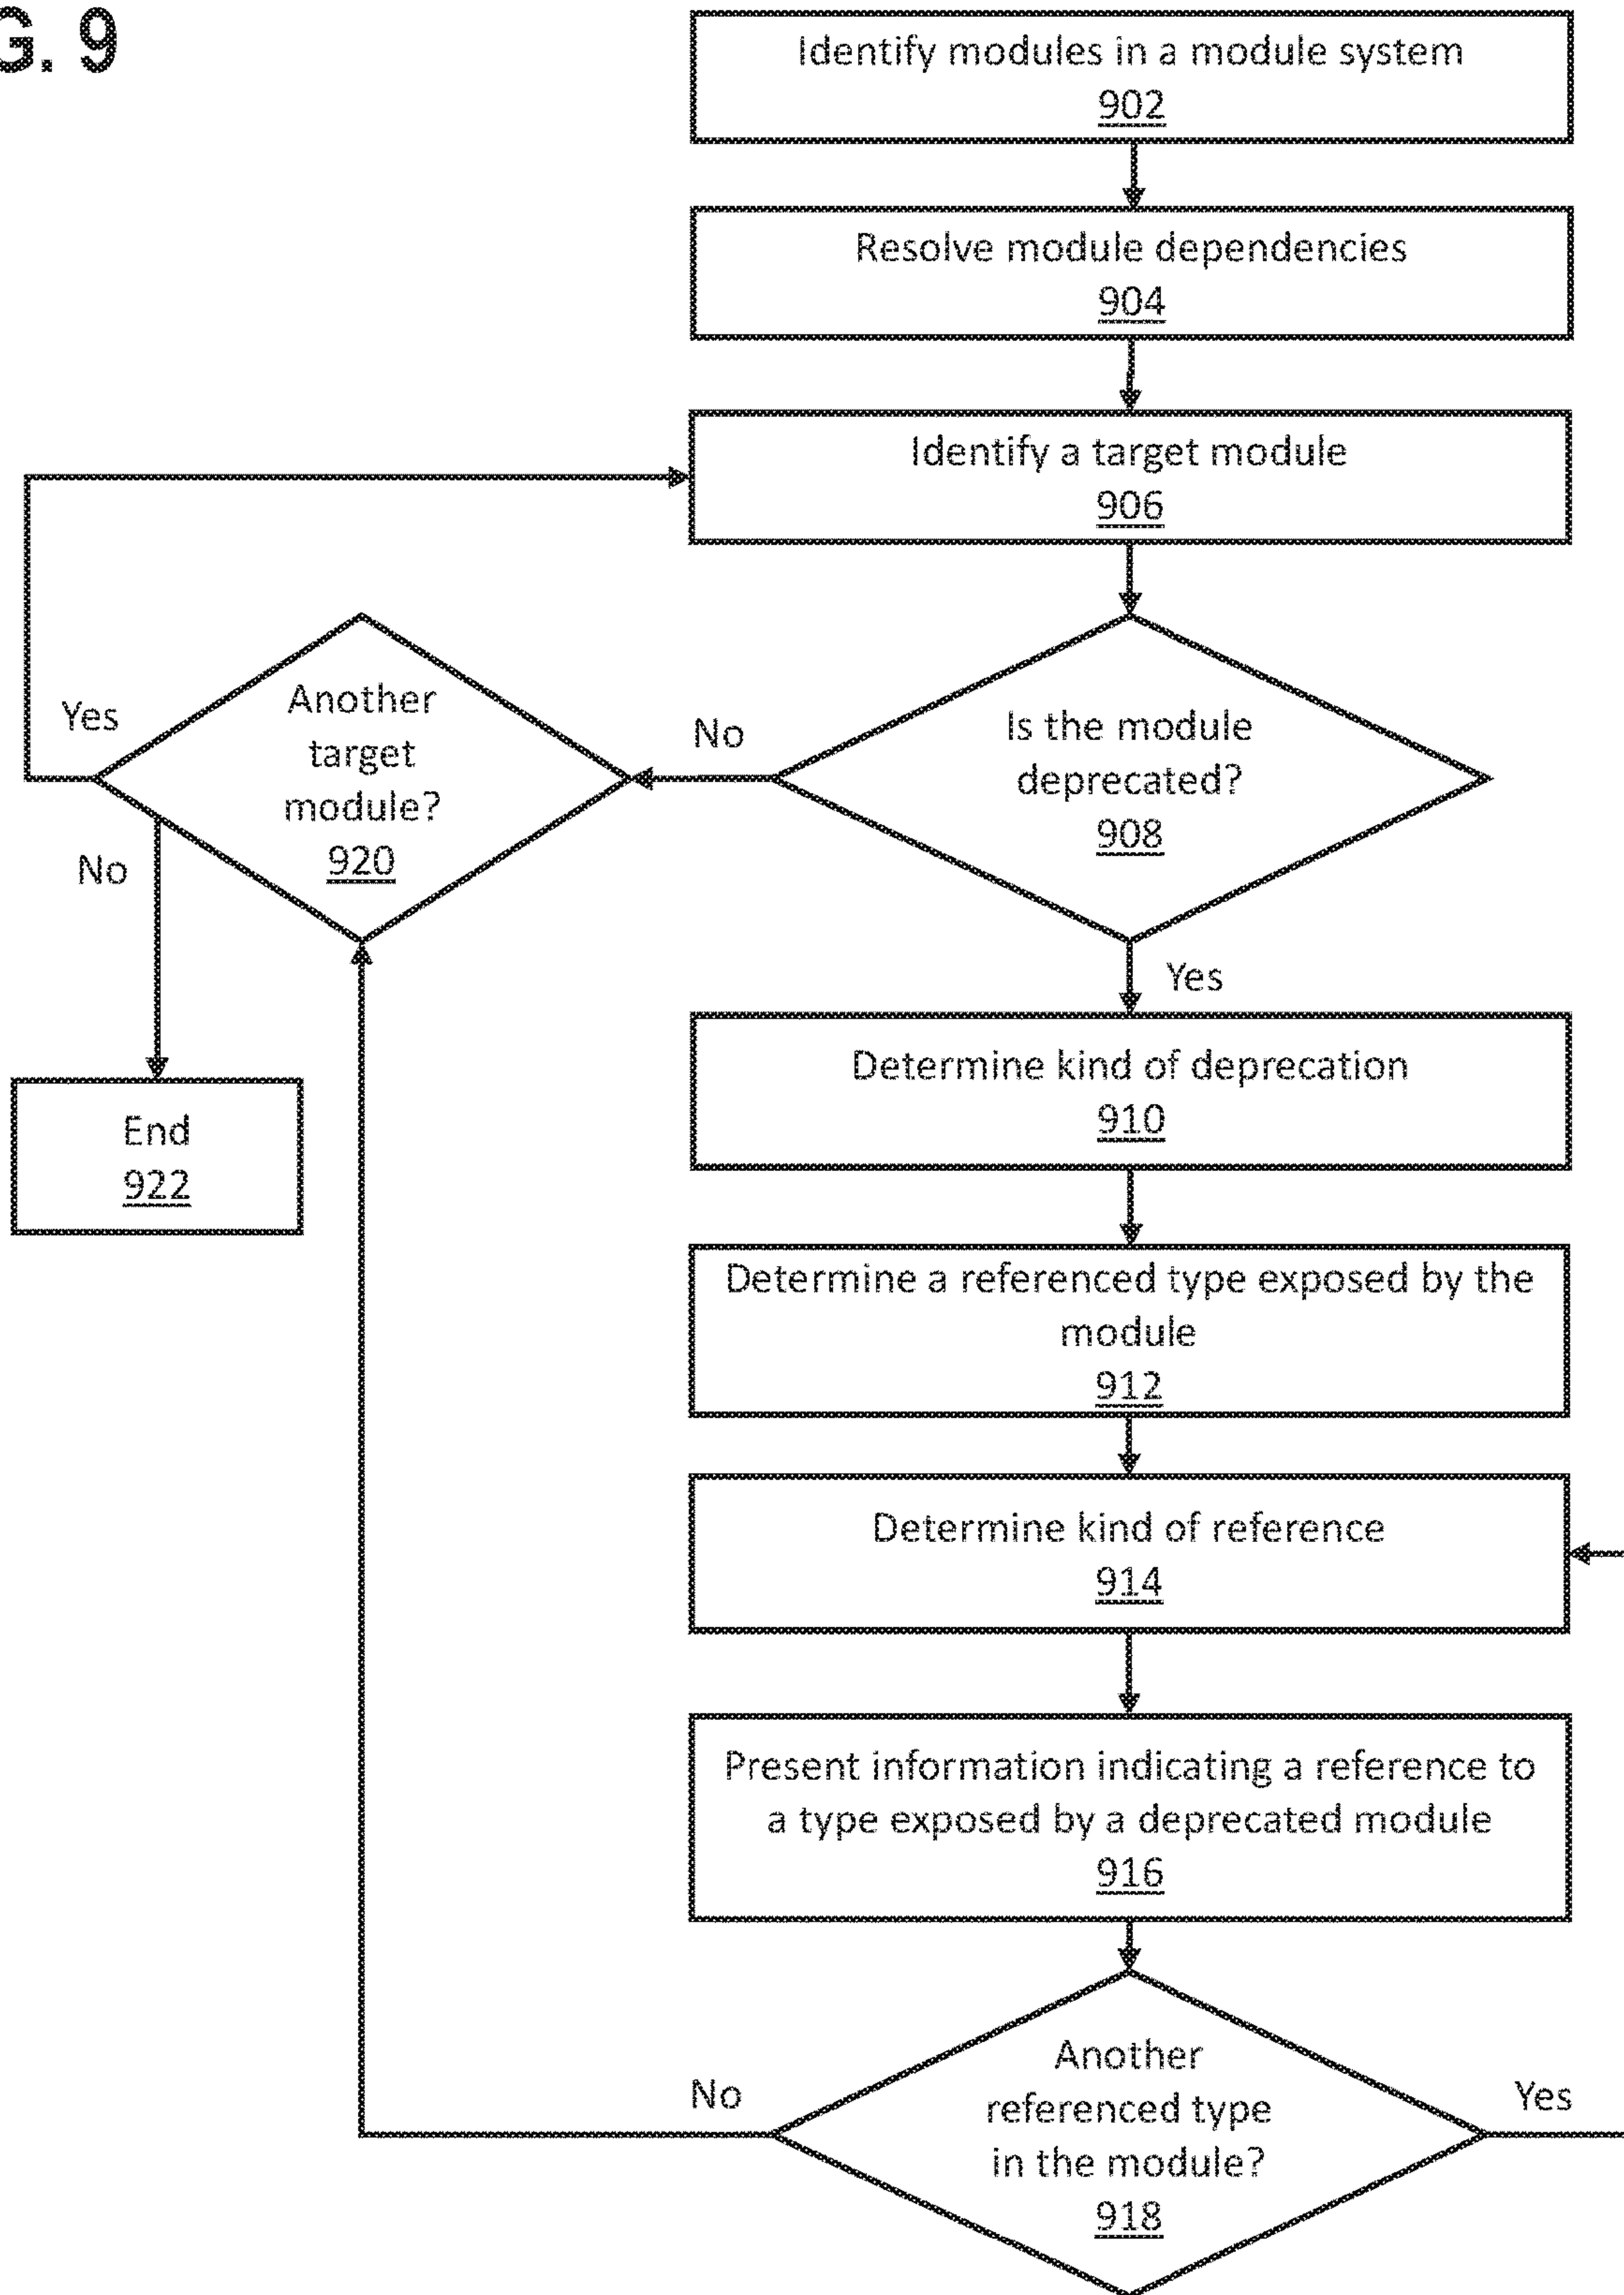 G. 9
Identify modules in a module system
902
Resolve module dependencies
904
Identify a target module
906
Is the module
deprecated?
908
No
Yes
Another
target
module?
920
Yes
No
End
922
Determine kind of deprecation
910
Determine a referenced type exposed by the
module
912
Determine kind of reference
914
Present information indicating a reference to
a type exposed by a deprecated module
916
Another
referenced type
in the module?
918
No
Yes